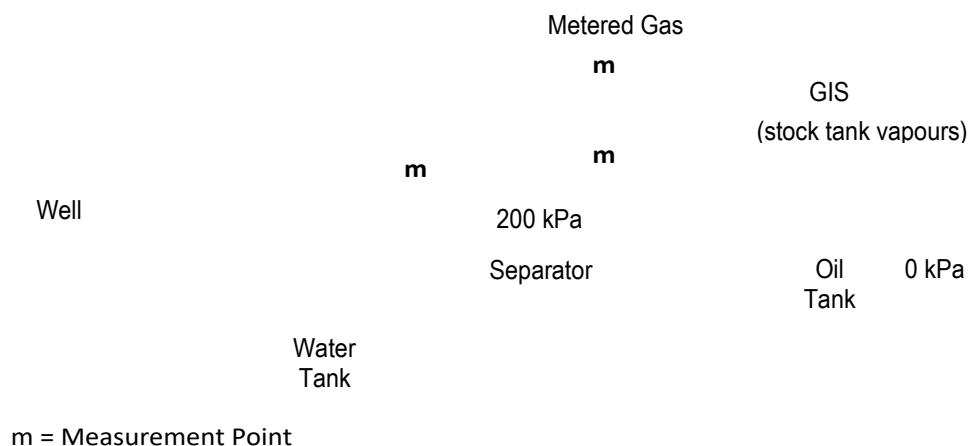 Metered Gas
m
GIS
(stock tank vapours)
m
m
Well
200 kPa
Separator
Oil
Tank
0 kPa
Water
Tank
m = Measurement Point